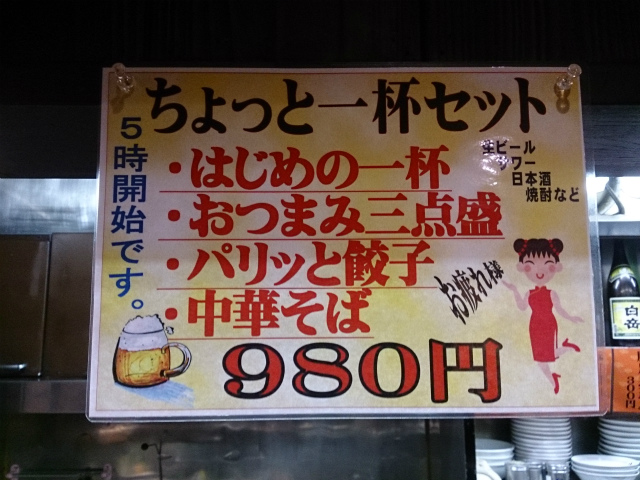 ちょっと一杯セット
5時開始です。
・はじめの一杯
生ビール
サワー
日本酒
焼酎など
・おつまみ三点盛
・パリッと餃子
・中華そば
お疲れ様
980円
白岳